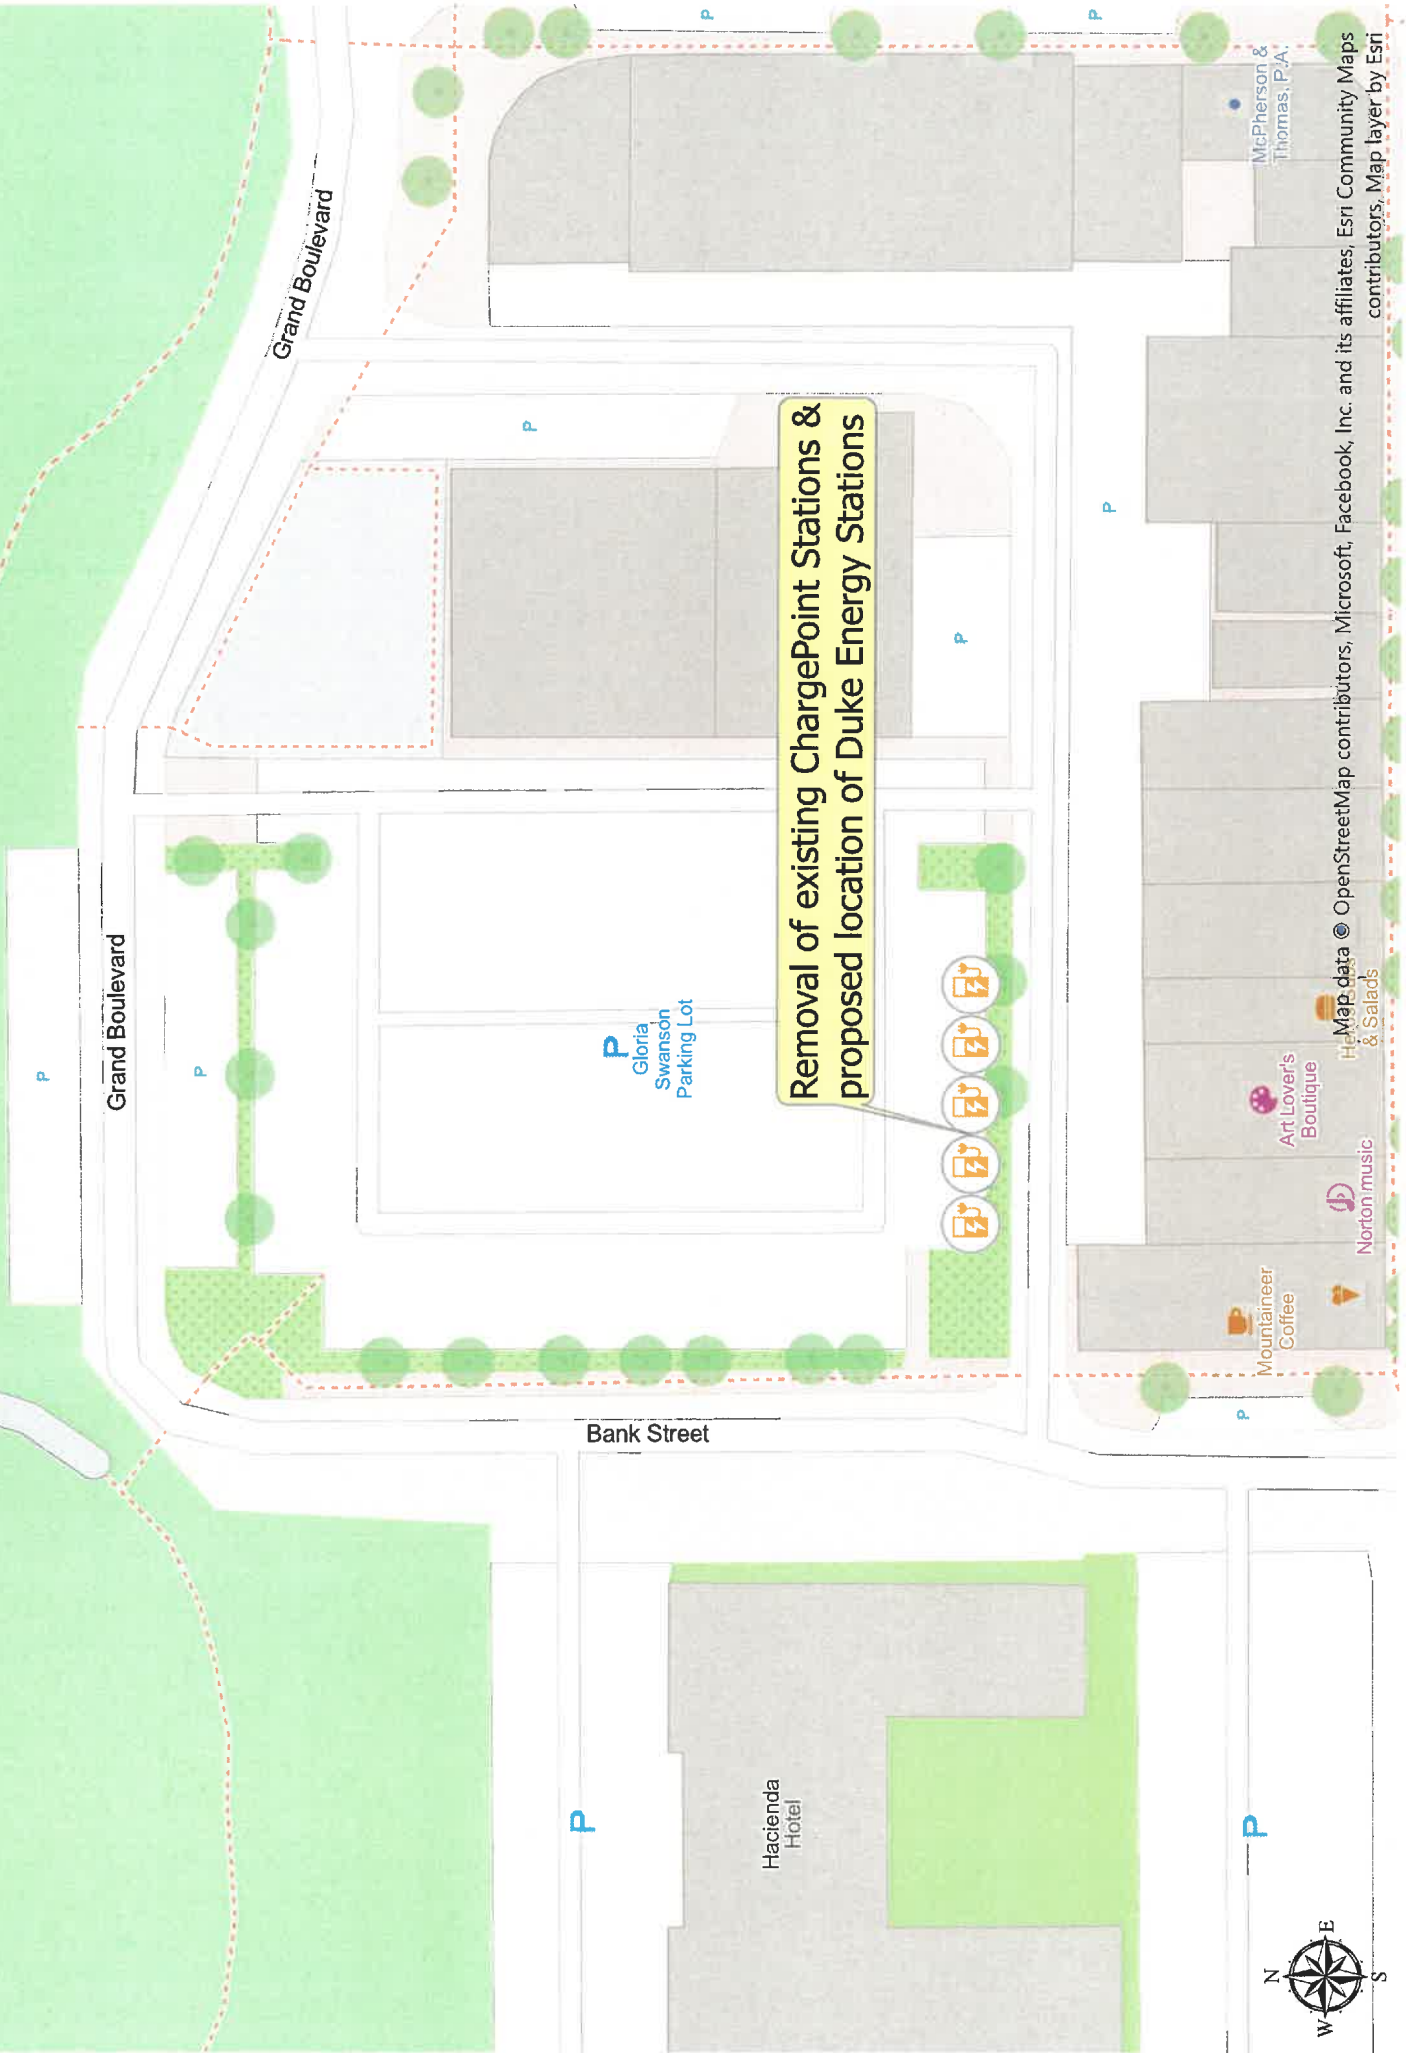 P
Grand Boulevard
P
Grand Boulevard
P
P
P
Gloria
Swanson
Parking Lot
Bank Street
P
Hacienda
Hotel
Removal of existing ChargePoint Stations &
proposed location of Duke Energy Stations
P
P
P
P
P
McPherson &
Thomas, P.A.
Mountaineer
Coffee
Art Lover's
Boutique
Norton music
& Salads
Map data © OpenStreetMap contributors, Microsoft, Facebook, Inc. and its affiliates, Esri Community Maps
contributors, Map layer by Esri
N
W
E
S